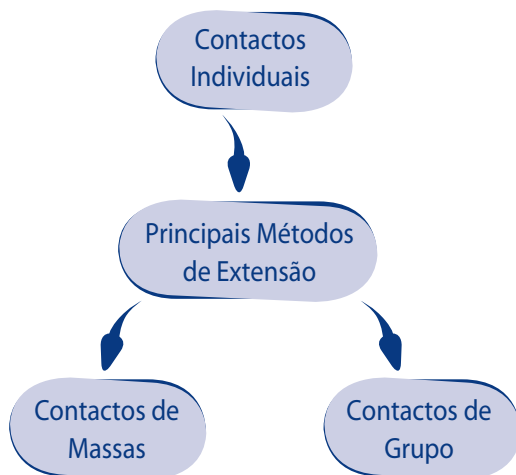 Contactos
Individuais
Principais Métodos
de Extensão
Contactos de
Massas
Contactos de
Grupo